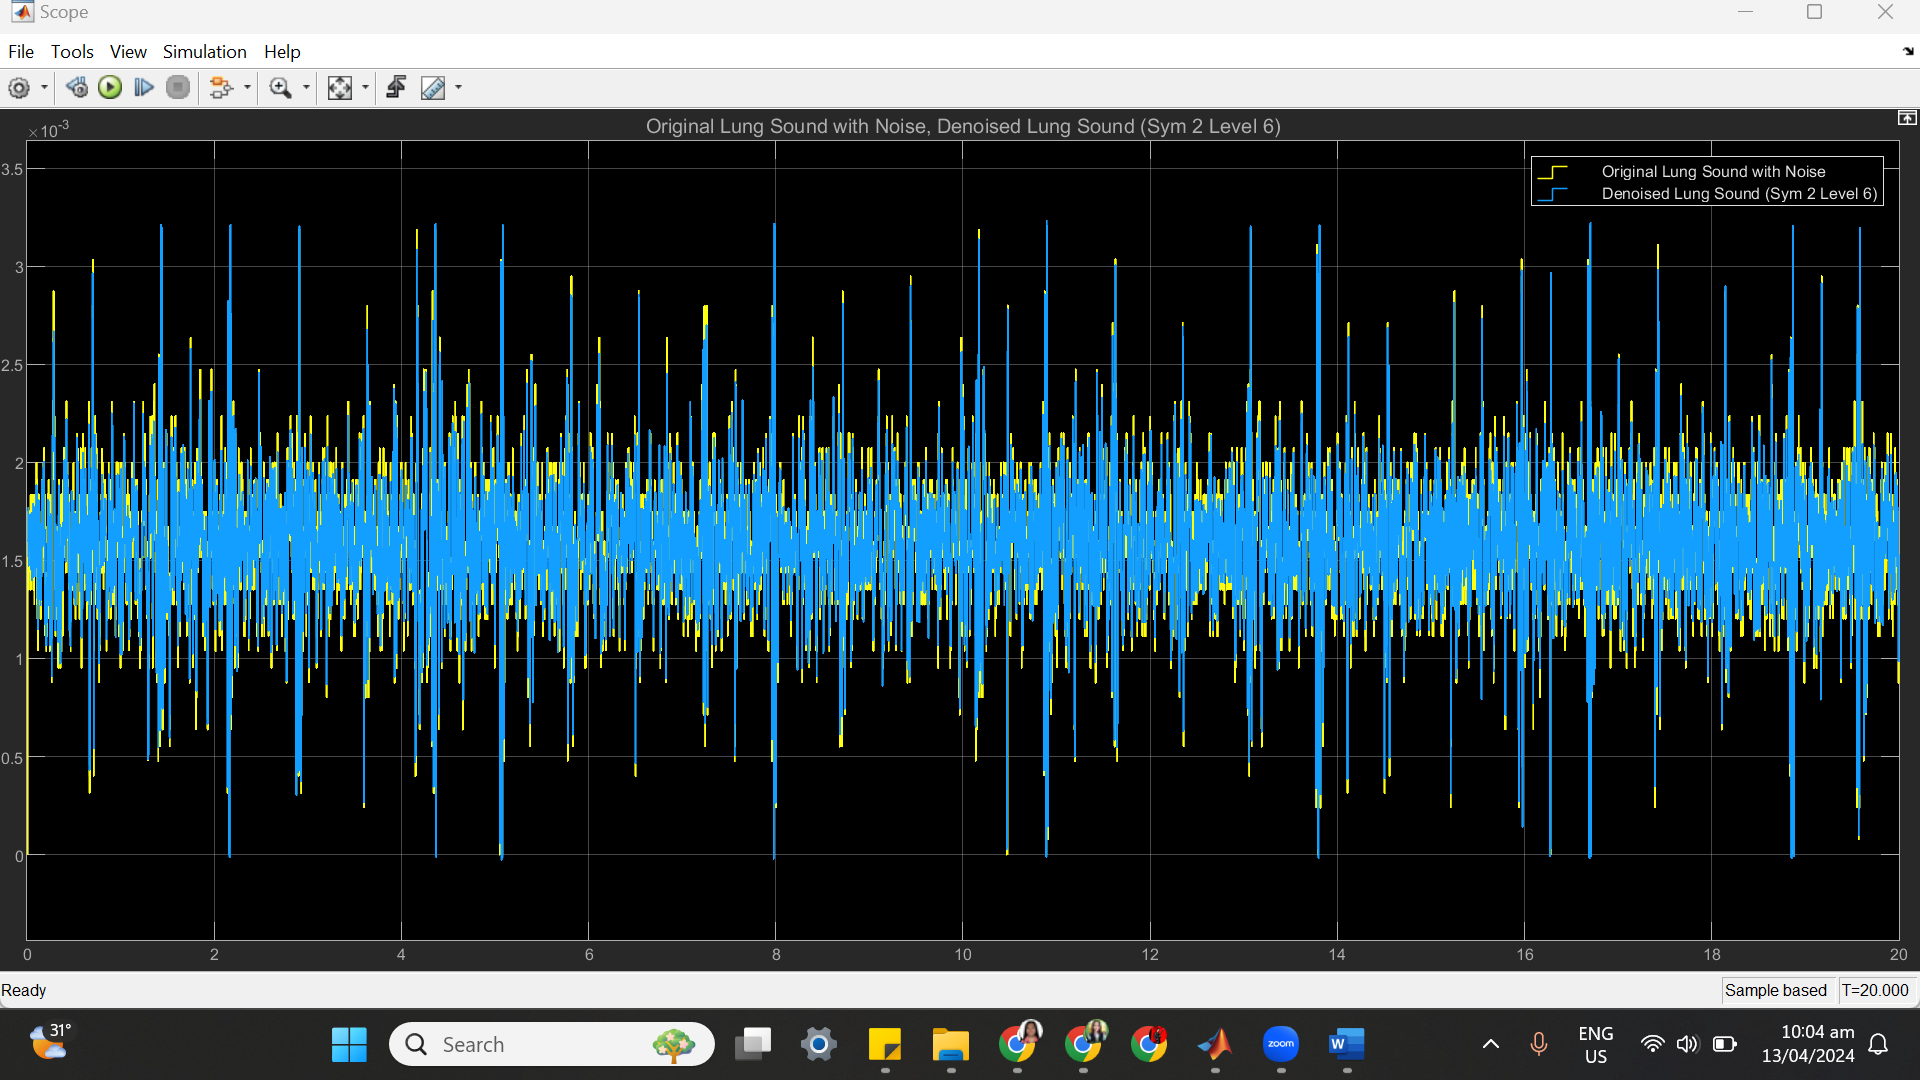 Scope
File Tools View Simulation Help
×10-3
Original Lung Sound with Noise, Denoised Lung Sound (Sym 2 Level 6)
Original Lung Sound with Noise
Denoised Lung Sound (Sym 2 Level 6)
3.5
3
2.5
2
1.5
1
0.5
0
0 2 4 6 8 10 12 14 16 18 20
Ready
Sample based T=20.000
31°
Search
zoom
W
ENG
US
10:04 am
13/04/2024